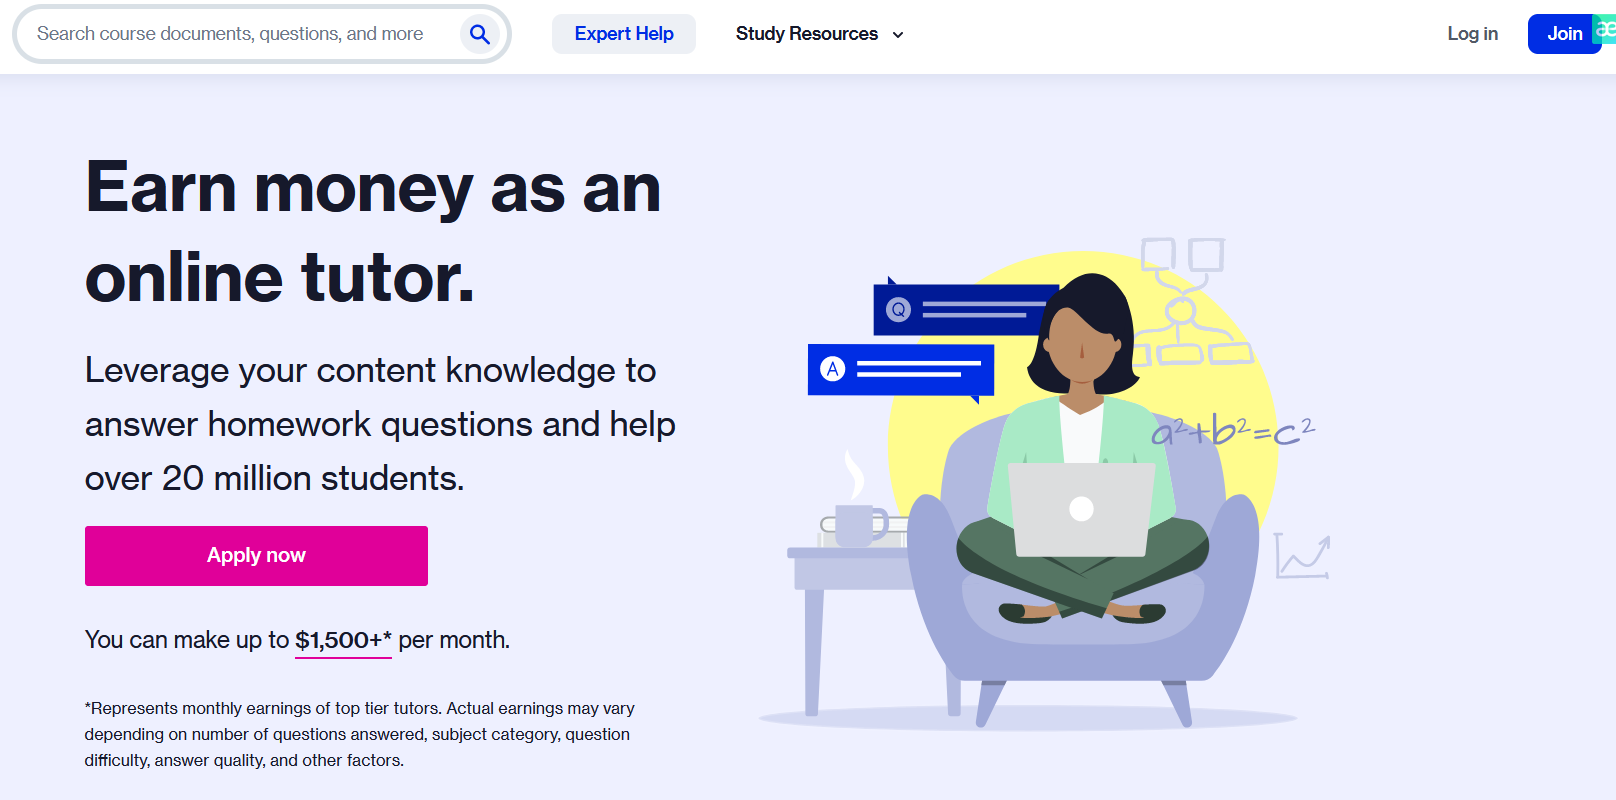 Search course documents, questions, and more
Expert Help
Study Resources
Log in
Join
æ
Earn money as an
online tutor.
Leverage your content knowledge to
answer homework questions and help
over 20 million students.
Apply now
You can make up to $1,500+* per month.
*Represents monthly earnings of top tier tutors. Actual earnings may vary
depending on number of questions answered, subject category, question
difficulty, answer quality, and other factors.
Q
A
a²+b²=c²